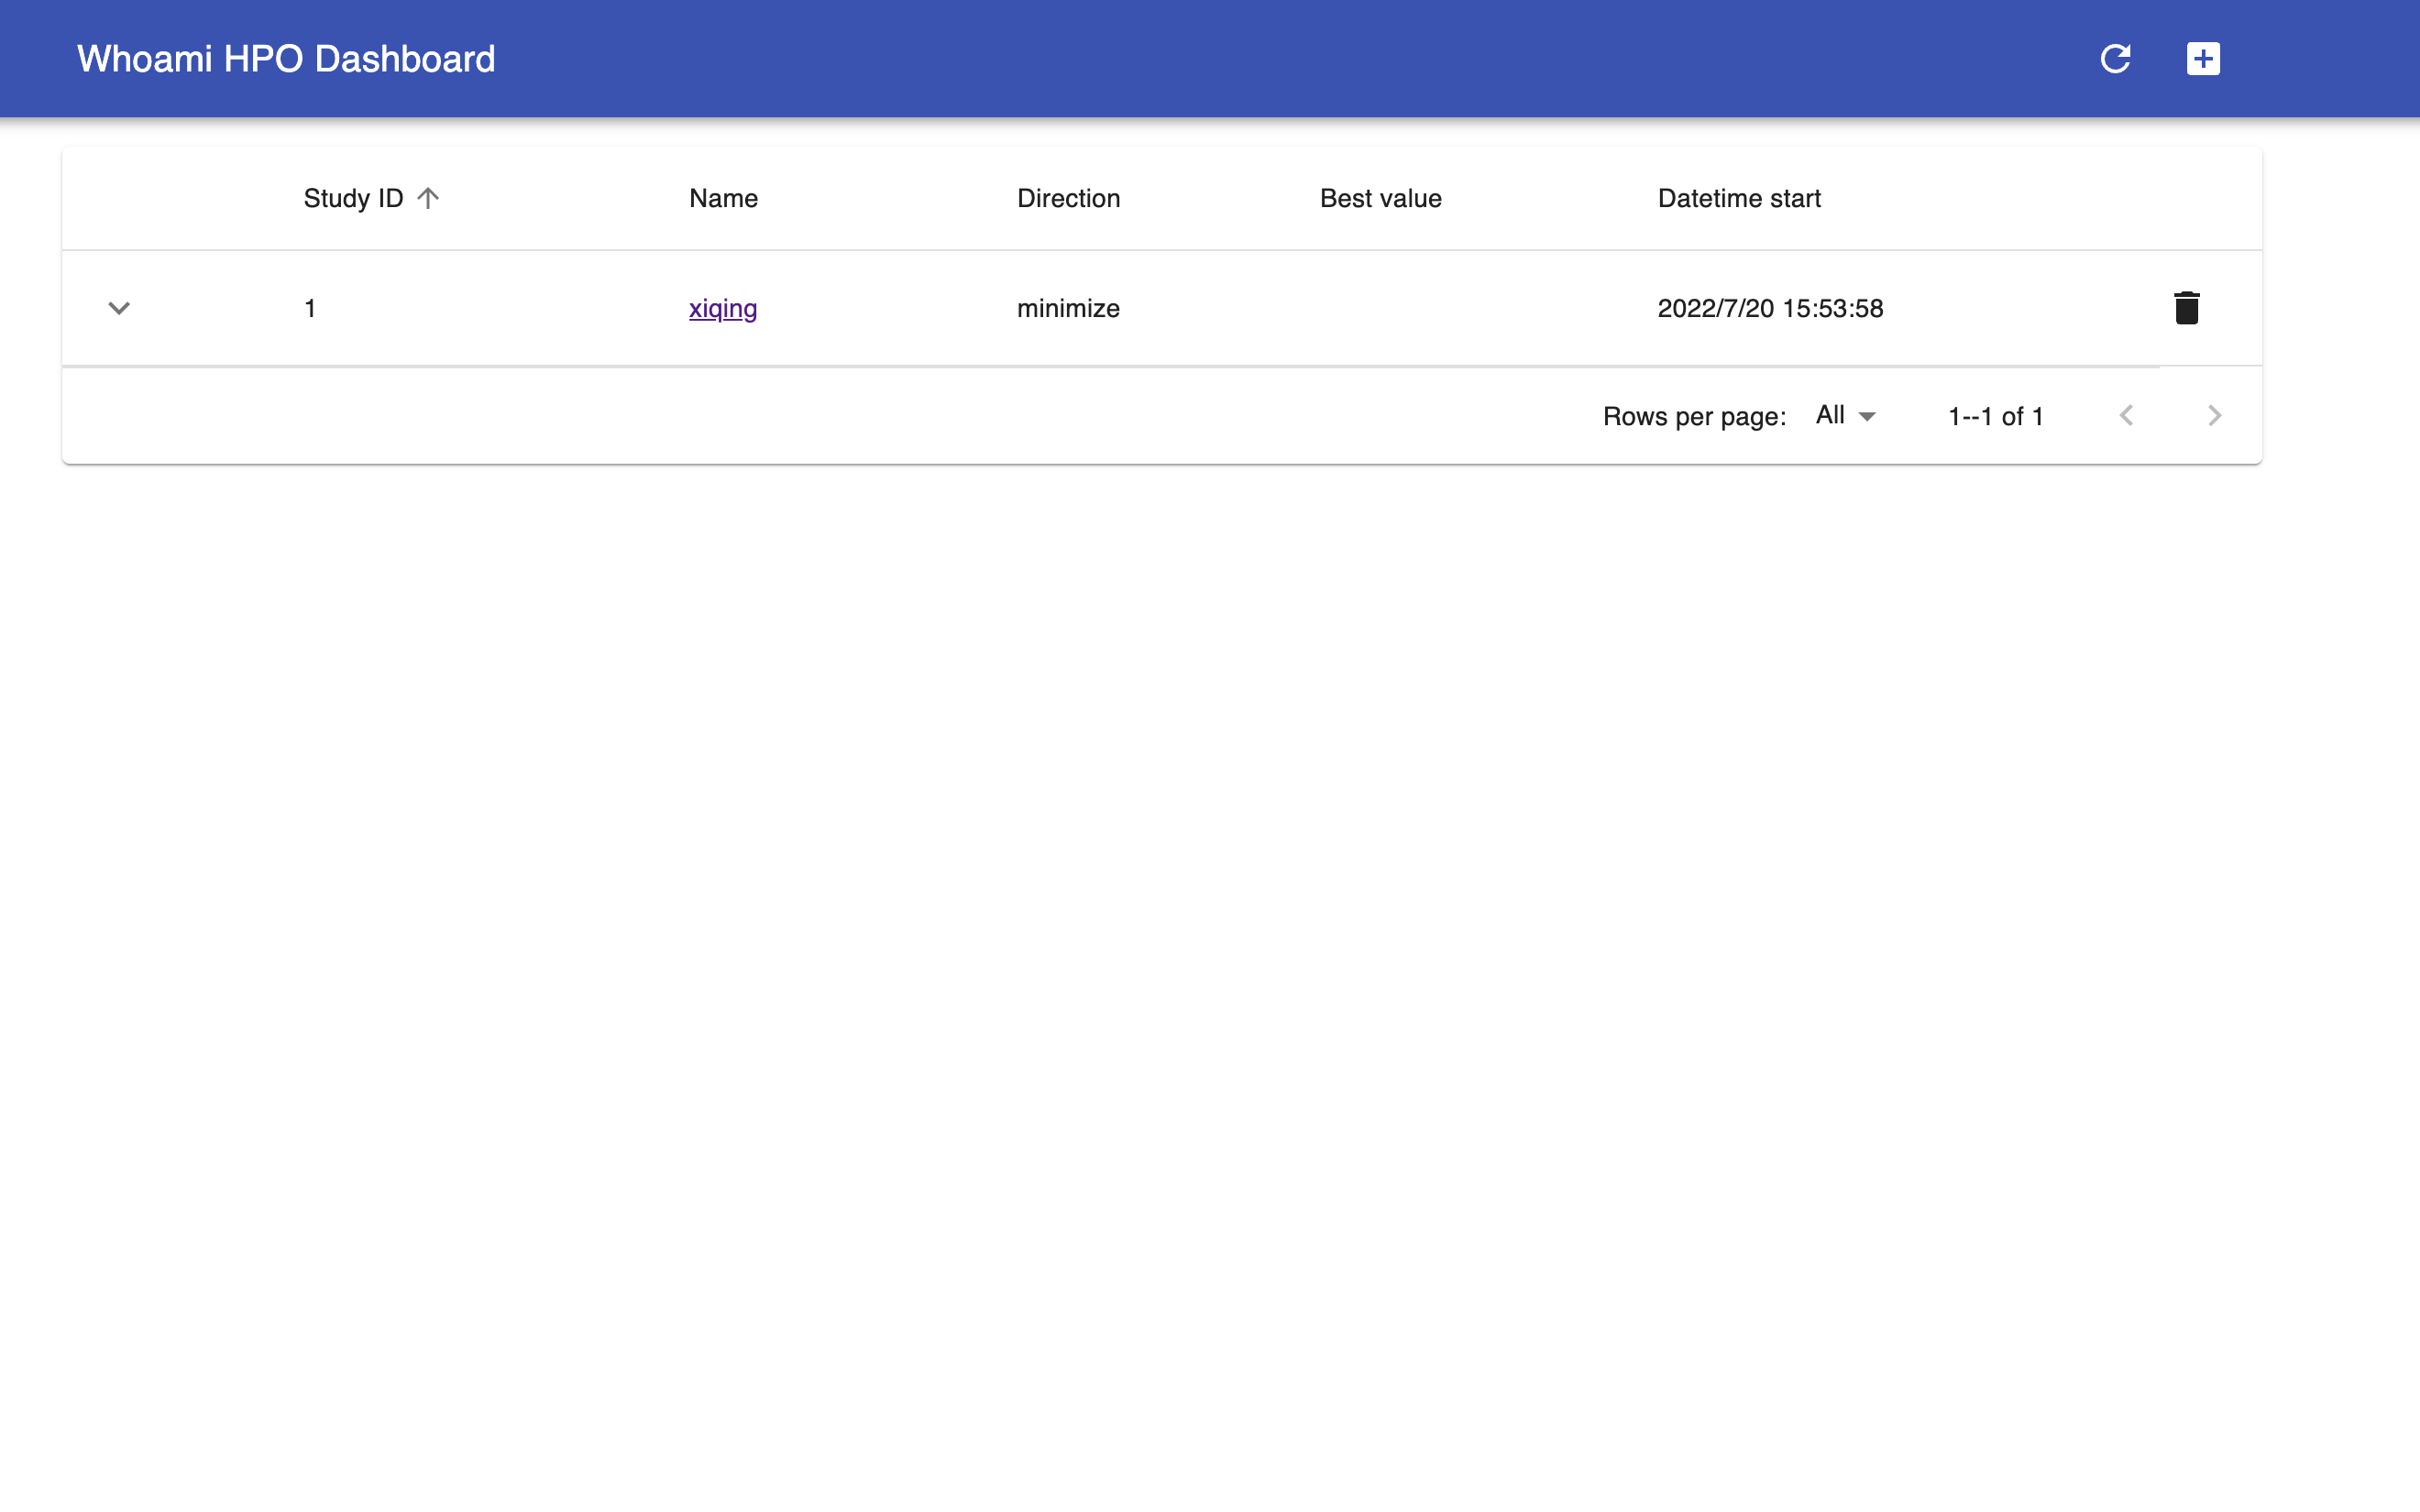 Whoami HPO Dashboard
Study ID Name Direction Best value Datetime start
1 xiqing minimize 2022/7/20 15:53:58
Rows per page: All 1--1 of 1